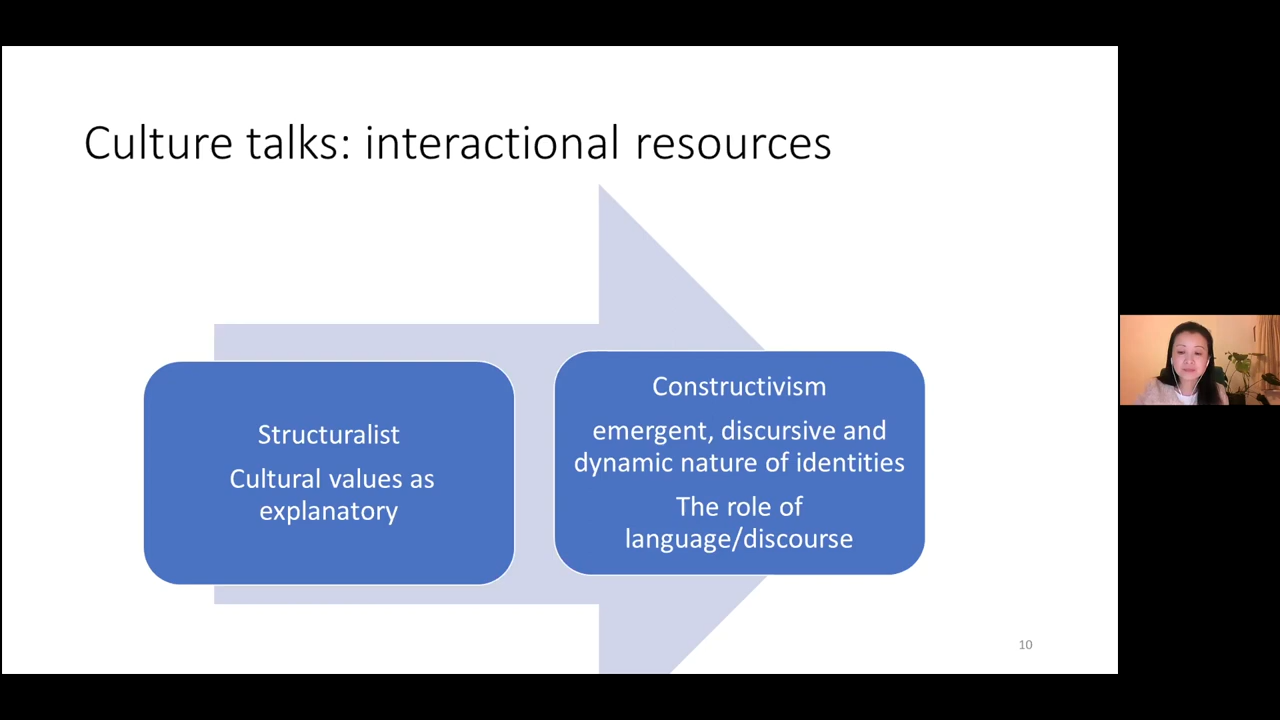 Culture talks: interactional resources
Structuralist
Cultural values as
explanatory
Constructivism
emergent, discursive and
dynamic nature of identities
The role of
language/discourse
10